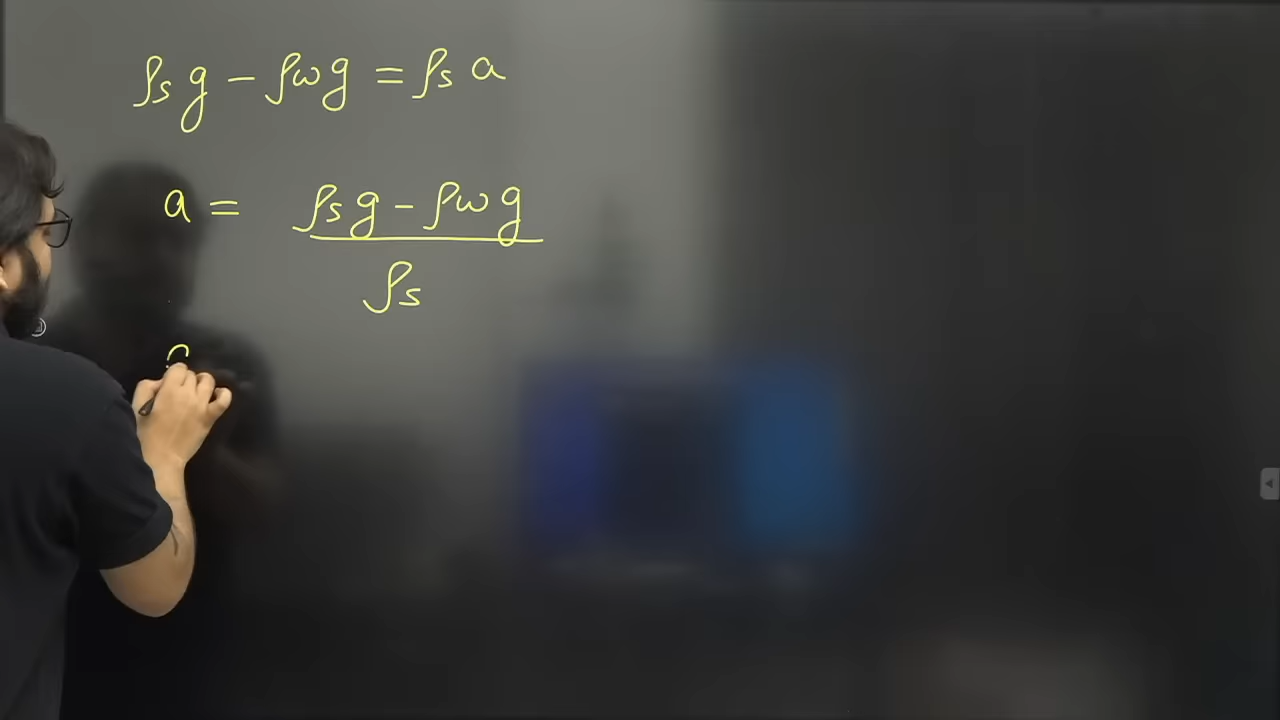 ρs g − ρw g = ρs a
a = ρs g − ρw g
ρs